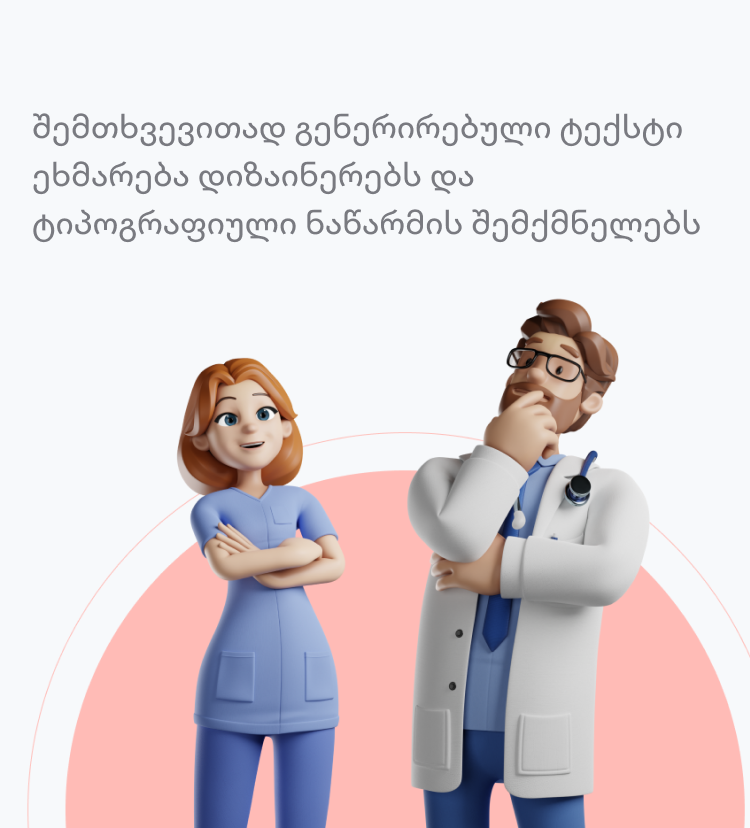 შემთხვევითად გენერირებული ტექსტი
ეხმარება დიზაინერებს და
ტიპოგრაფიული ნაწარმის შემქმნელებს